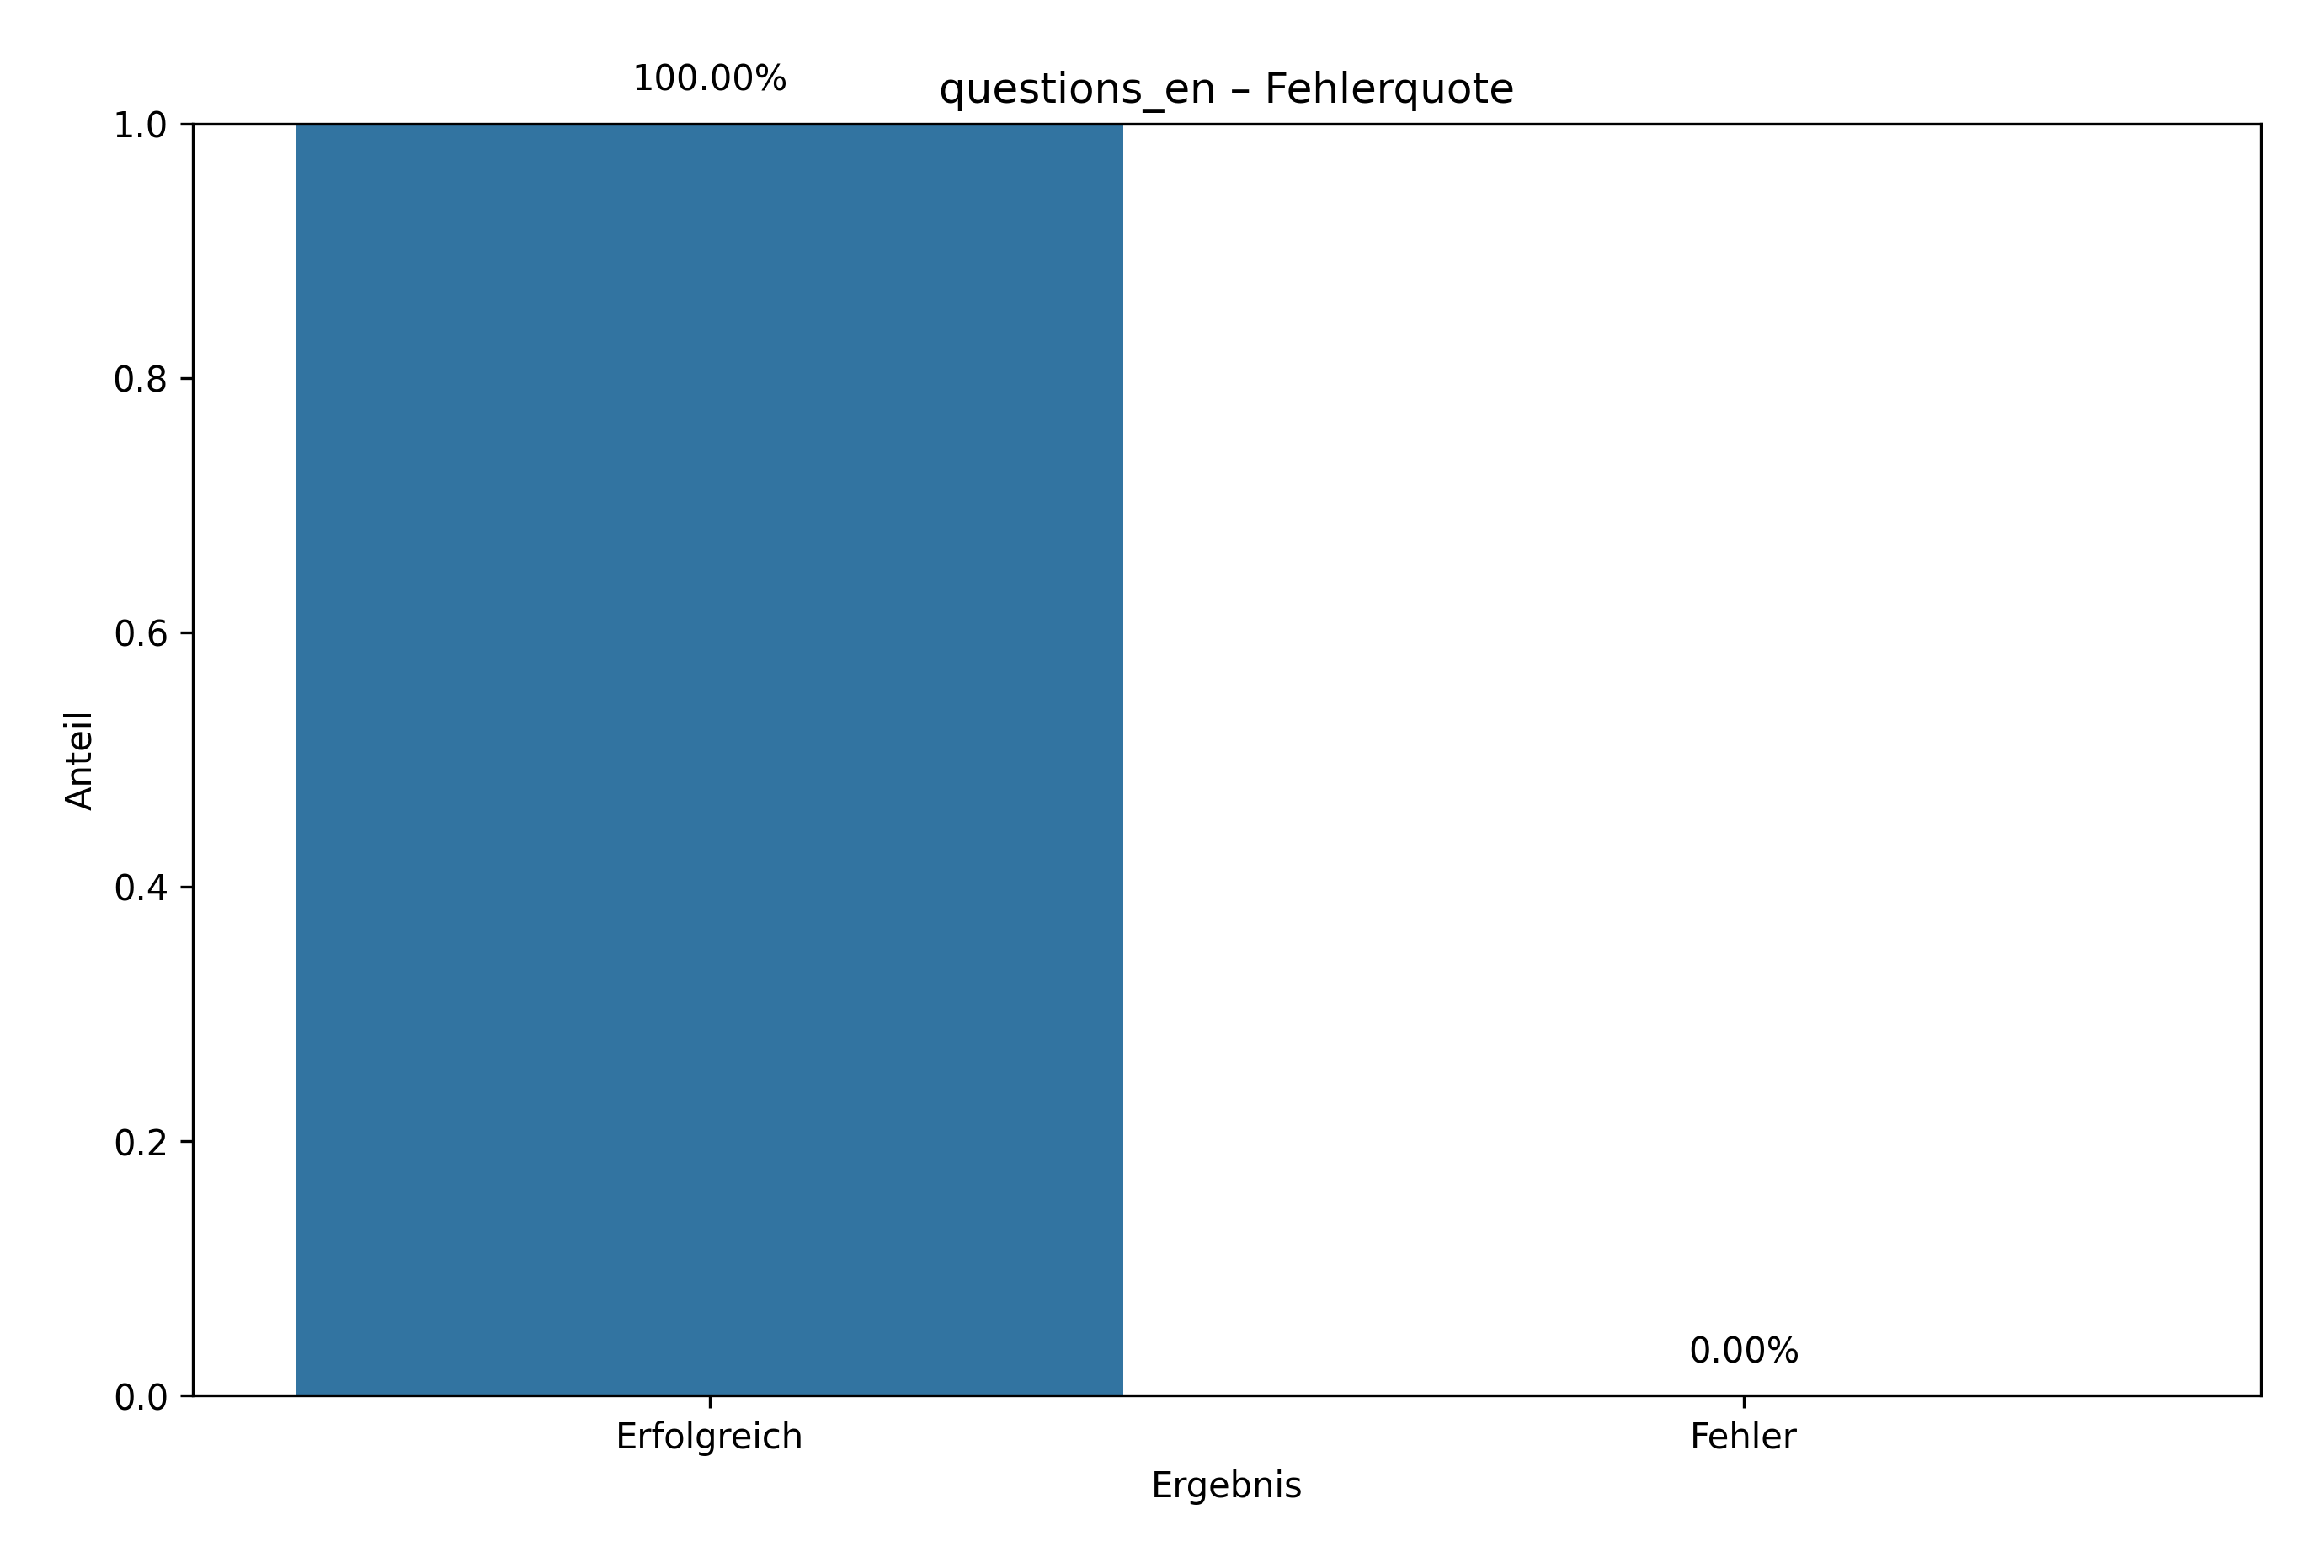 100.00%
questions_en – Fehlerquote
1.0
0.8
0.6
0.4
0.2
0.0
Anteil
0.00%
Erfolgreich
Fehler
Ergebnis